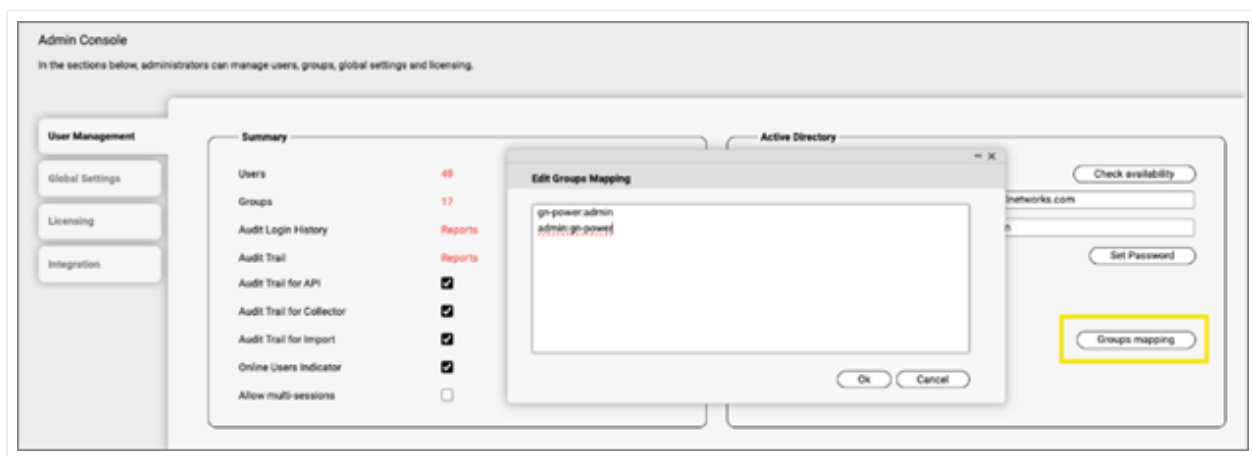 Admin Console
In the sections below, administrators can manage users, groups, global settings and licensing.
User Management
Global Settings
Licensing
Integration
Summary
Users 49
Groups 17
Audit Login History Reports
Audit Trail Reports
Audit Trail for API
Audit Trail for Collector
Audit Trail for Import
Online Users Indicator
Allow multi-sessions
Edit Groups Mapping
gn-power:admin
admin:gn-power
Ok Cancel
Active Directory
Check availability
lnetworks.com
n
Set Password
Groups mapping